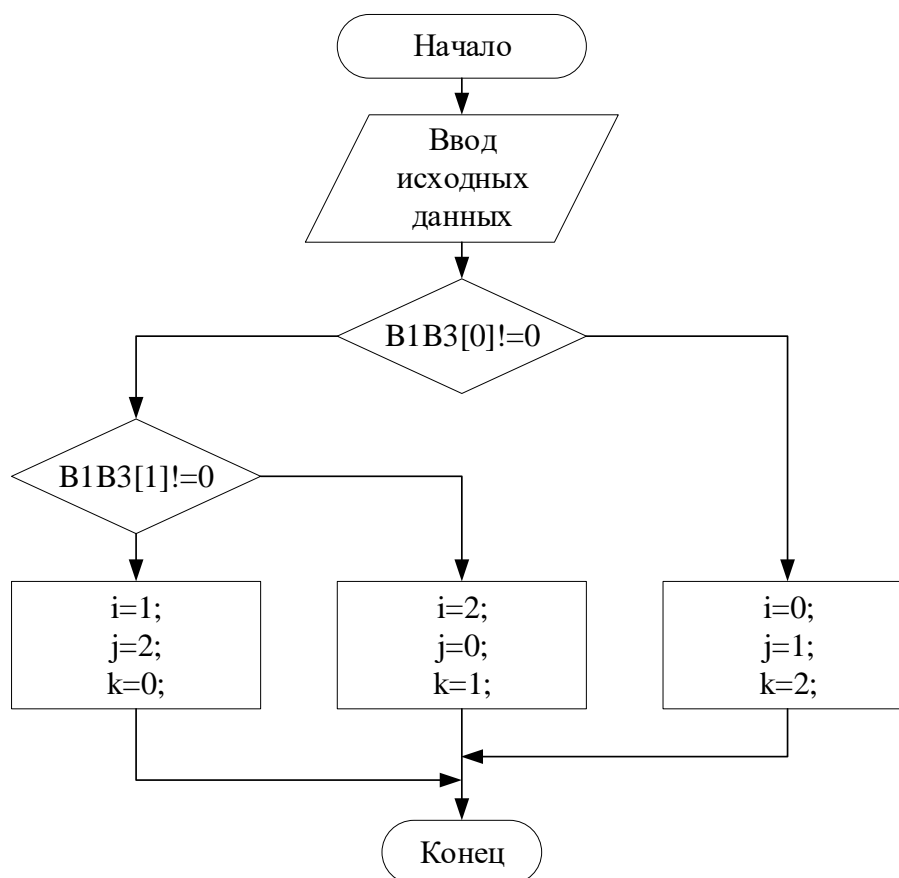 Начало
Ввод
исходных
данных
B1B3[0]!=0
B1B3[1]!=0
i=1;
j=2;
k=0;
i=2;
j=0;
k=1;
i=0;
j=1;
k=2;
Конец